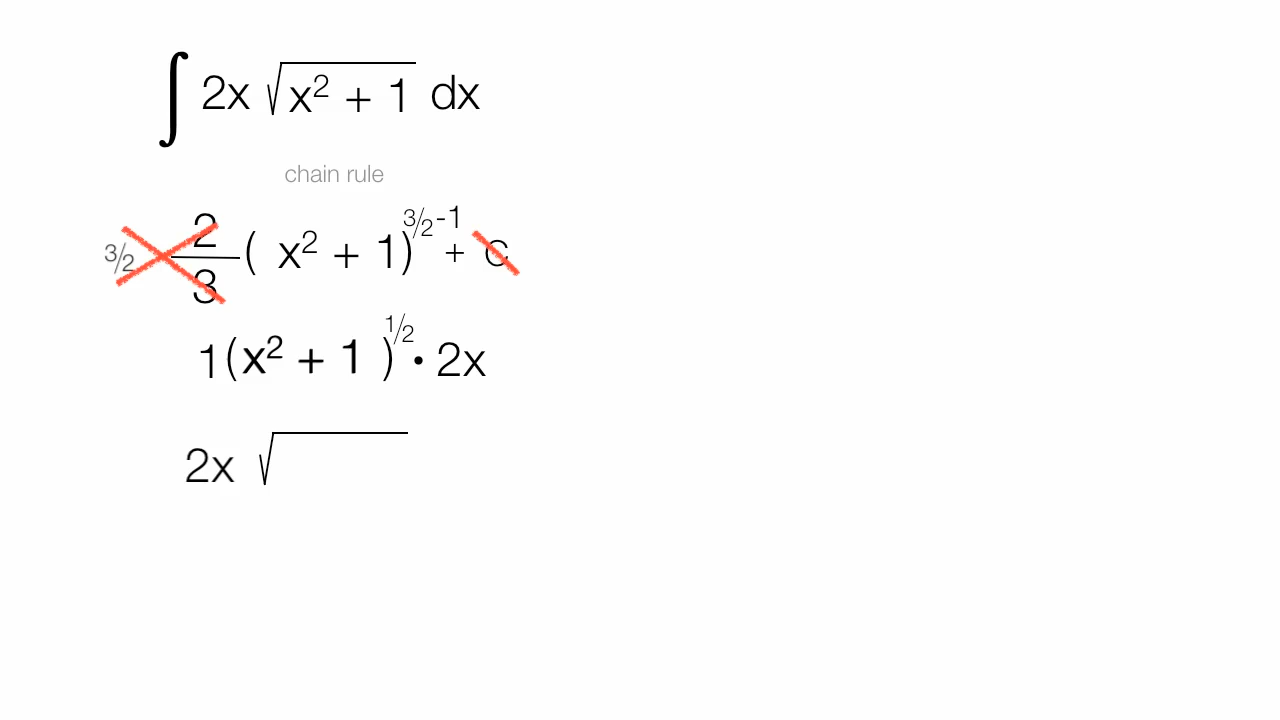 ∫ 2x √x² + 1 dx
chain rule
3/2 2/3 ( x² + 1)^3/2 -1 + C
1(x² + 1 )^1/2 • 2x
2x √